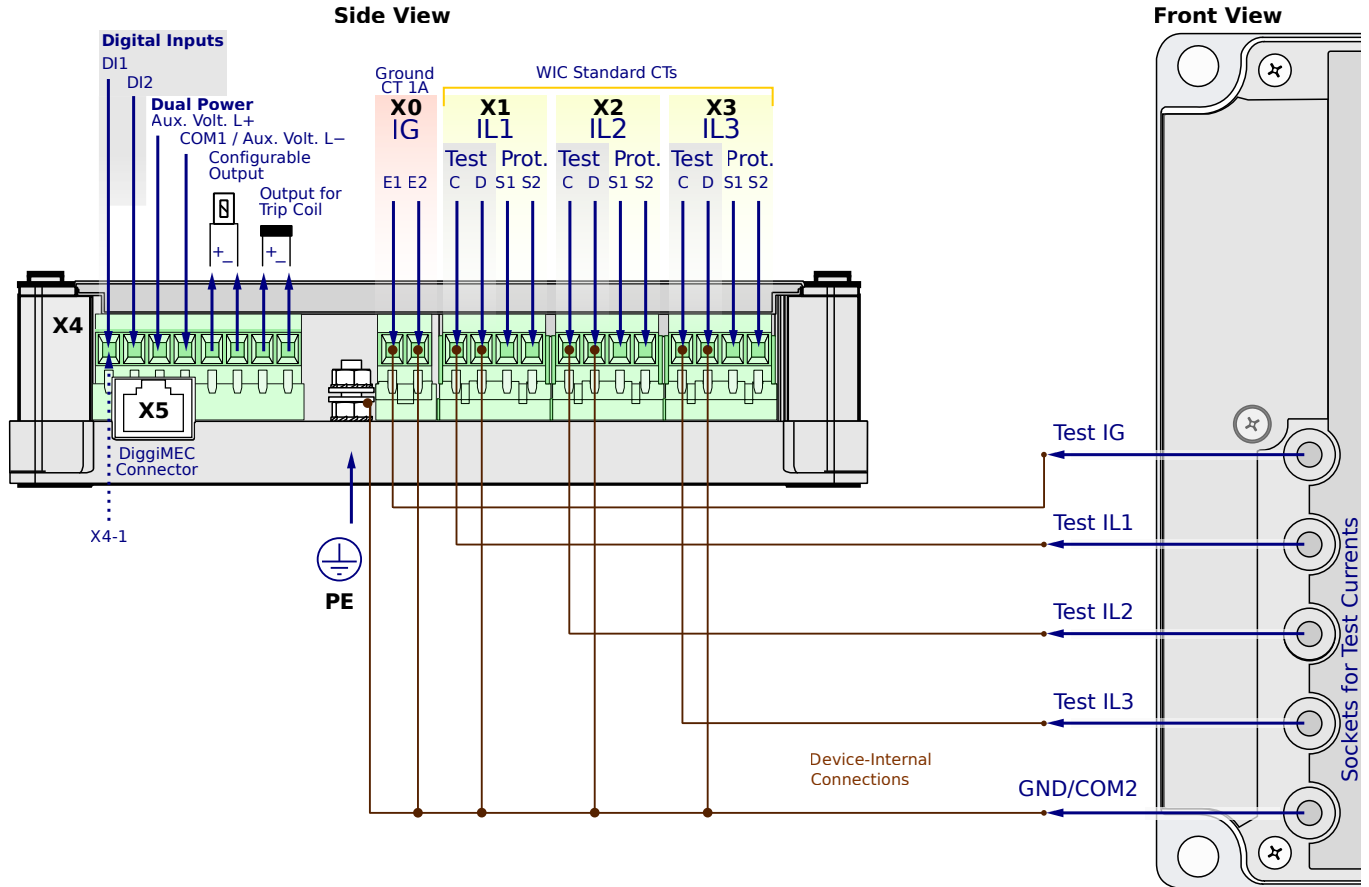 Side View
Front View
Digital Inputs
DI1
DI2
Dual Power
Aux. Volt. L+
COM1 / Aux. Volt. L−
Configurable
Output
Output for
Trip Coil
+
−
+
−
Ground
CT 1A
X0
IG
E1 E2
WIC Standard CTs
X1
IL1
Test Prot.
C D S1 S2
X2
IL2
Test Prot.
C D S1 S2
X3
IL3
Test Prot.
C D S1 S2
X4
X5
DiggiMEC
Connector
X4-1
PE
Test IG
Test IL1
Test IL2
Test IL3
GND/COM2
Device-Internal
Connections
Sockets for Test Currents